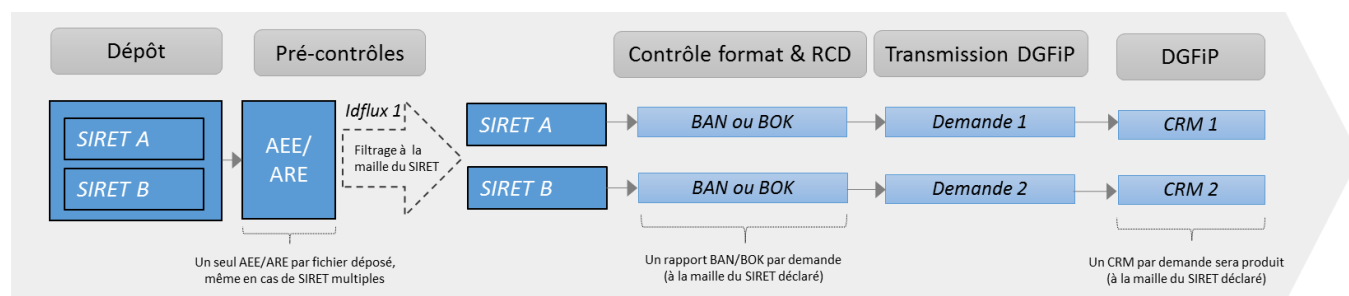 Dépôt
Pré-contrôles
Contrôle format & RCD
Transmission DGFiP
DGFiP
SIRET A
SIRET B
AEE/
ARE
Idflux 1
Filtrage à la
maille du SIRET
SIRET A
BAN ou BOK
Demande 1
CRM 1
SIRET B
BAN ou BOK
Demande 2
CRM 2
Un seul AEE/ARE par fichier déposé,
même en cas de SIRET multiples
Un rapport BAN/BOK par demande
(à la maille du SIRET déclaré)
Un CRM par demande sera produit
(à la maille du SIRET déclaré)